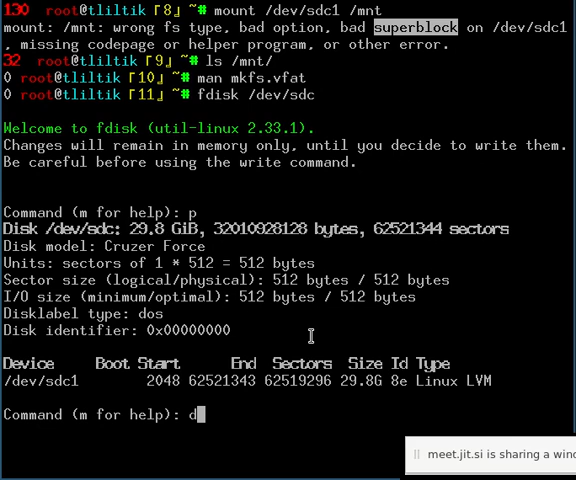 130 root@tliltik『8』~# mount /dev/sdc1 /mnt
mount: /mnt: wrong fs type, bad option, bad superblock on /dev/sdc1
, missing codepage or helper program, or other error.
32 root@tliltik『9』~# ls /mnt/
0 root@tliltik『10』~# man mkfs.vfat
0 root@tliltik『11』~# fdisk /dev/sdc
Welcome to fdisk (util-linux 2.33.1).
Changes will remain in memory only, until you decide to write them.
Be careful before using the write command.
Command (m for help): p
Disk /dev/sdc: 29.8 GiB, 32010928128 bytes, 62521344 sectors
Disk model: Cruzer Force
Units: sectors of 1 * 512 = 512 bytes
Sector size (logical/physical): 512 bytes / 512 bytes
I/O size (minimum/optimal): 512 bytes / 512 bytes
Disklabel type: dos
Disk identifier: 0x00000000
Device Boot Start End Sectors Size Id Type
/dev/sdc1 2048 62521343 62519296 29.8G 8e Linux LVM
Command (m for help): d
meet.jit.si is sharing a wind